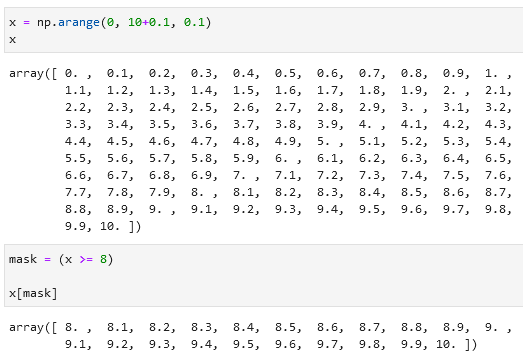 x = np.arange(0, 10+0.1, 0.1)
x
array([ 0. ,  0.1,  0.2,  0.3,  0.4,  0.5,  0.6,  0.7,  0.8,  0.9,  1. ,
        1.1,  1.2,  1.3,  1.4,  1.5,  1.6,  1.7,  1.8,  1.9,  2. ,  2.1,
        2.2,  2.3,  2.4,  2.5,  2.6,  2.7,  2.8,  2.9,  3. ,  3.1,  3.2,
        3.3,  3.4,  3.5,  3.6,  3.7,  3.8,  3.9,  4. ,  4.1,  4.2,  4.3,
        4.4,  4.5,  4.6,  4.7,  4.8,  4.9,  5. ,  5.1,  5.2,  5.3,  5.4,
        5.5,  5.6,  5.7,  5.8,  5.9,  6. ,  6.1,  6.2,  6.3,  6.4,  6.5,
        6.6,  6.7,  6.8,  6.9,  7. ,  7.1,  7.2,  7.3,  7.4,  7.5,  7.6,
        7.7,  7.8,  7.9,  8. ,  8.1,  8.2,  8.3,  8.4,  8.5,  8.6,  8.7,
        8.8,  8.9,  9. ,  9.1,  9.2,  9.3,  9.4,  9.5,  9.6,  9.7,  9.8,
        9.9, 10. ])
mask = (x >= 8)
x[mask]
array([ 8. ,  8.1,  8.2,  8.3,  8.4,  8.5,  8.6,  8.7,  8.8,  8.9,  9. ,
        9.1,  9.2,  9.3,  9.4,  9.5,  9.6,  9.7,  9.8,  9.9, 10. ])